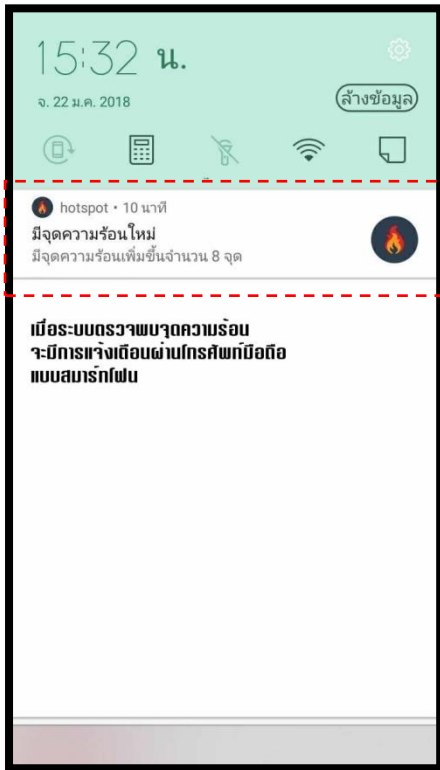 15:32 น.
จ. 22 ม.ค. 2018
ล้างข้อมูล
hotspot • 10 นาที
มีจุดความร้อนใหม่
มีจุดความร้อนเพิ่มขึ้นจำนวน 8 จุด
เมื่อระบบตรวจพบจุดความร้อน
จะมีการแจ้งเตือนผ่านโทรศัพท์มือถือ
แบบสมาร์ทโฟน